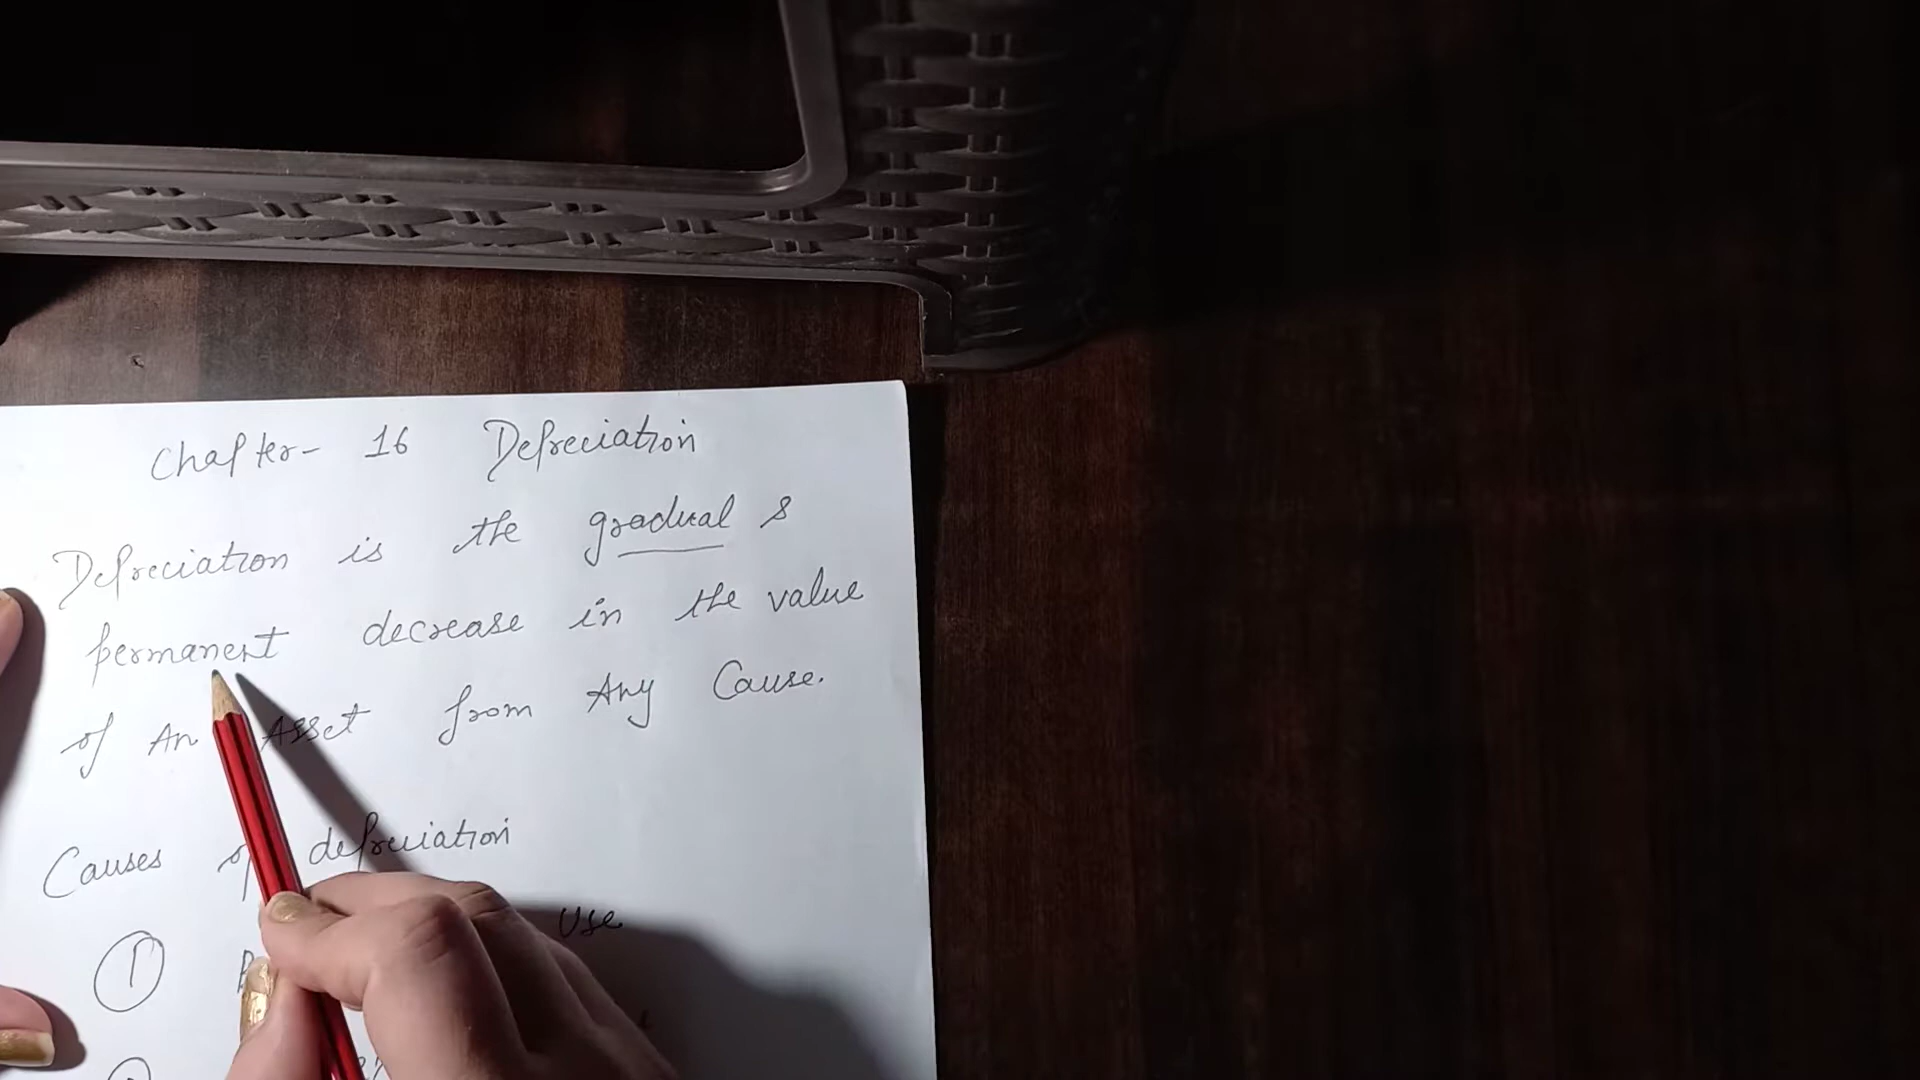 Chapter- 16 Depreciation
Depreciation is the gradual &
permanent decrease in the value
of An Asset from Any Cause.
Causes of depreciation
1 Use